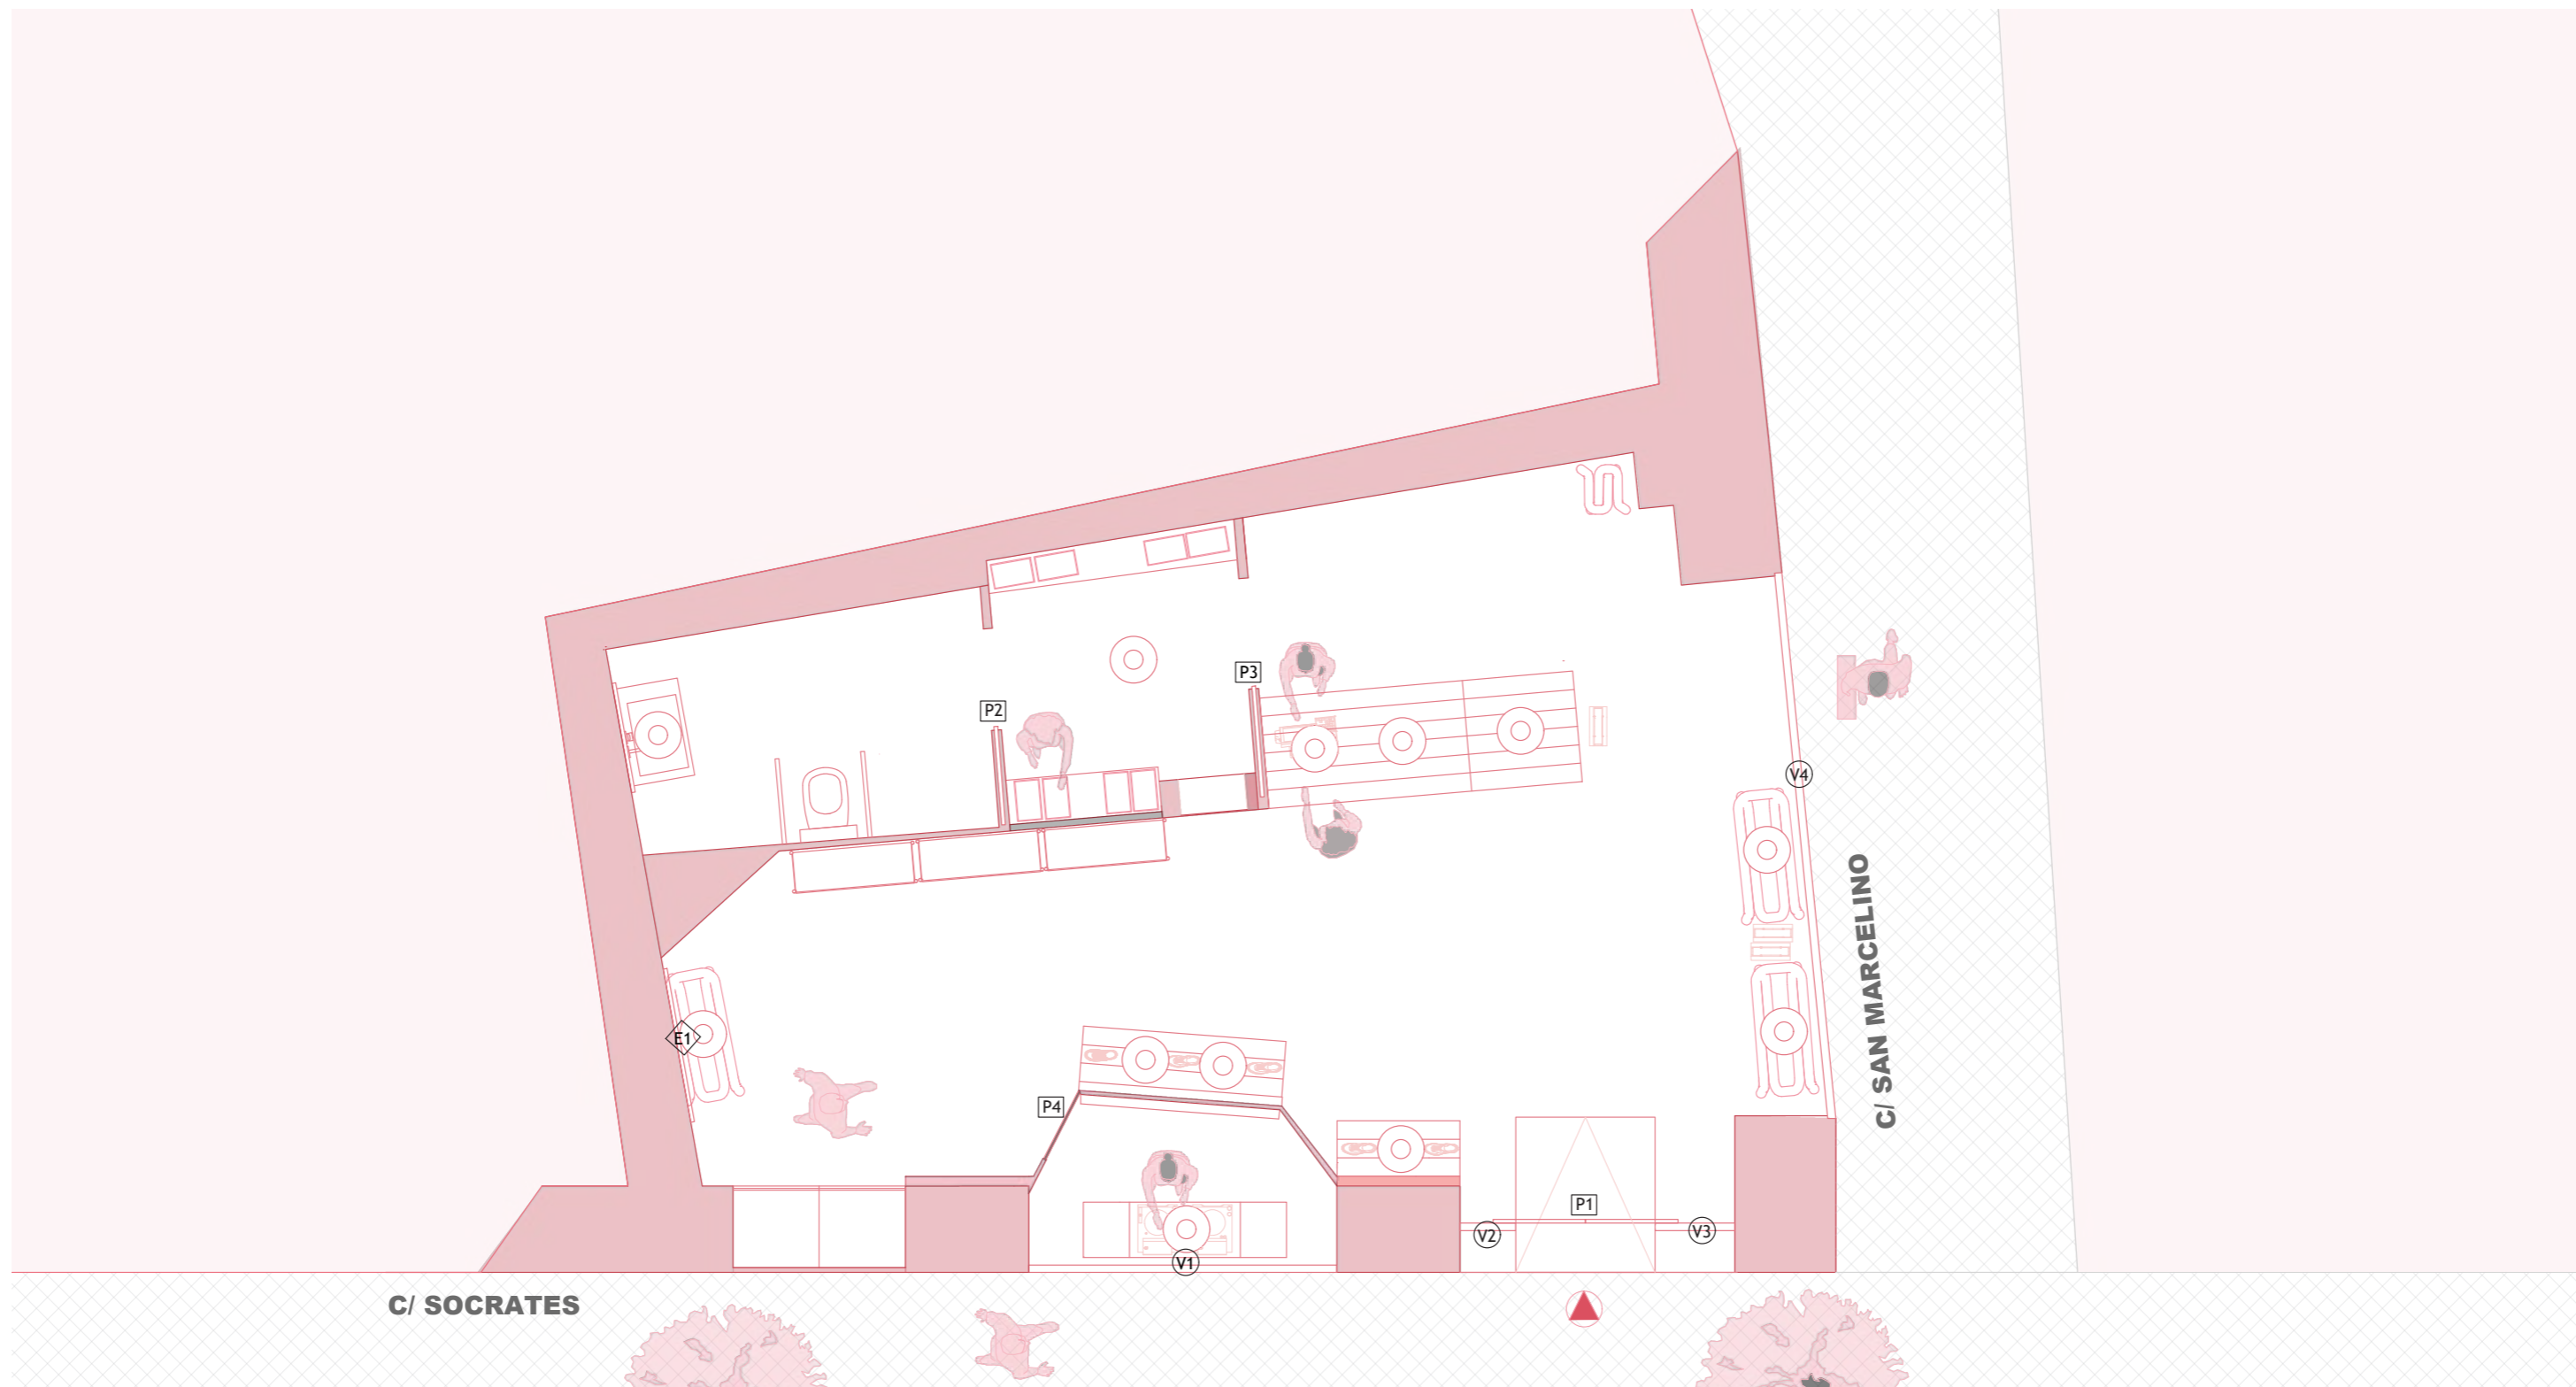 P3
P2
V4
C/ SAN MARCELINO
E1
P4
P1
V2
V3
V1
C/ SOCRATES